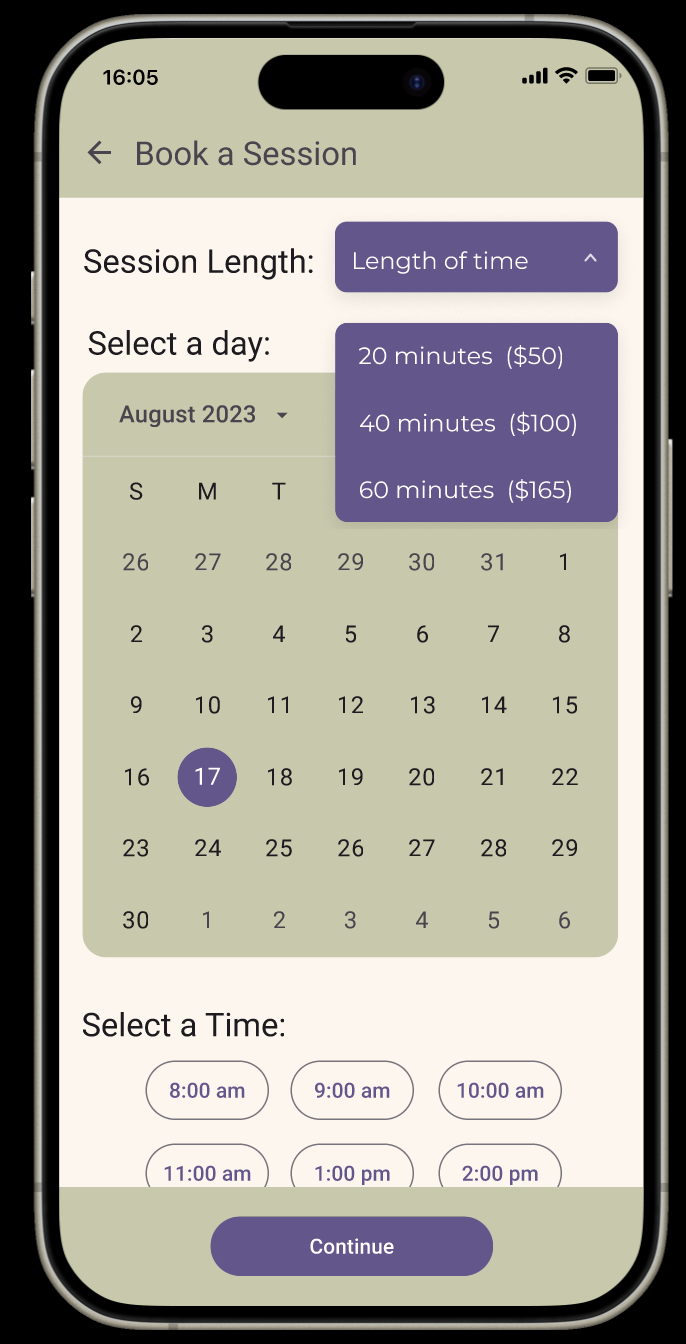 16:05
Book a Session
Session Length: Length of time
Select a day:
20 minutes ($50)
40 minutes ($100)
60 minutes ($165)
August 2023
S M T
26 27 28 29 30 31 1
2 3 4 5 6 7 8
9 10 11 12 13 14 15
16 17 18 19 20 21 22
23 24 25 26 27 28 29
30 1 2 3 4 5 6
Select a Time:
8:00 am 9:00 am 10:00 am
11:00 am 1:00 pm 2:00 pm
Continue